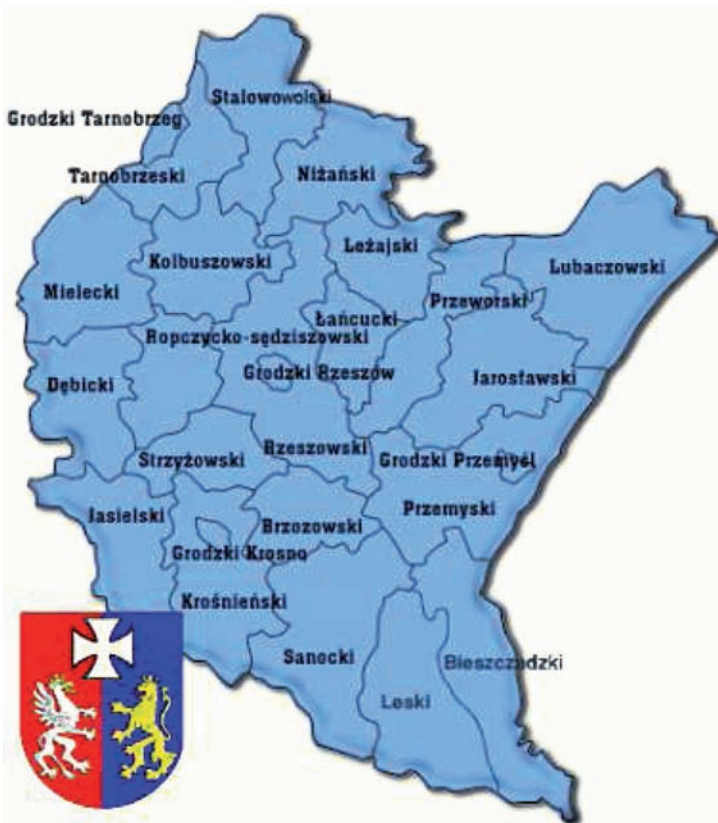 Stalowowolski
Grodzki Tarnobrzeg
Tarnobrzeski
Niżański
Leżajski
Kolbuszowski
Lubaczowski
Przeworski
Mielecki
Łańcucki
Ropczycko-sędziszowski
Grodzki Rzeszów
Jarosławski
Dębicki
Rzeszowski
Strzyżowski
Grodzki Przemyśl
Przemyski
Jasielski
Brzozowski
Grodzki Krosno
Krośnieński
Sanocki
Bieszczadzki
Leski